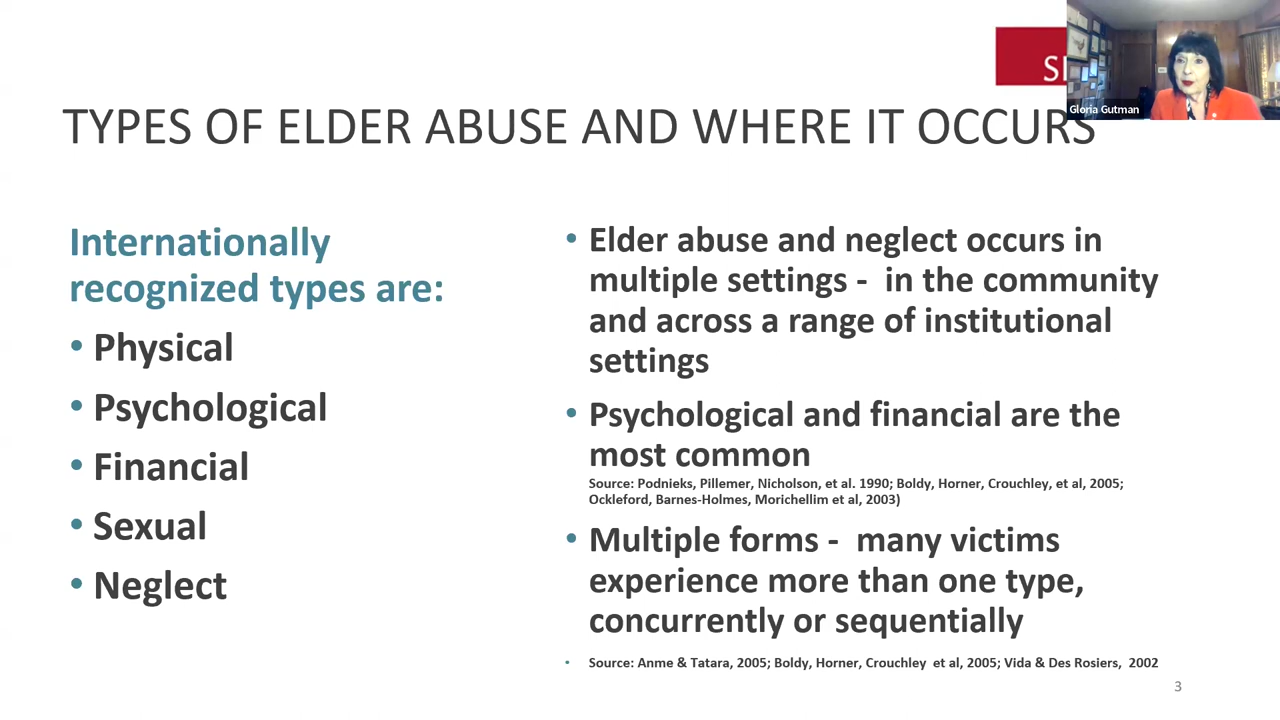 SF
Gloria Gutman
TYPES OF ELDER ABUSE AND WHERE IT OCCURS
Internationally
recognized types are:
• Physical
• Psychological
• Financial
• Sexual
• Neglect
• Elder abuse and neglect occurs in
multiple settings - in the community
and across a range of institutional
settings
• Psychological and financial are the
most common
Source: Podnieks, Pillemer, Nicholson, et al. 1990; Boldy, Horner, Crouchley, et al, 2005;
Ockleford, Barnes-Holmes, Morichellim et al, 2003)
• Multiple forms - many victims
experience more than one type,
concurrently or sequentially
• Source: Anme & Tatara, 2005; Boldy, Horner, Crouchley et al, 2005; Vida & Des Rosiers, 2002
3